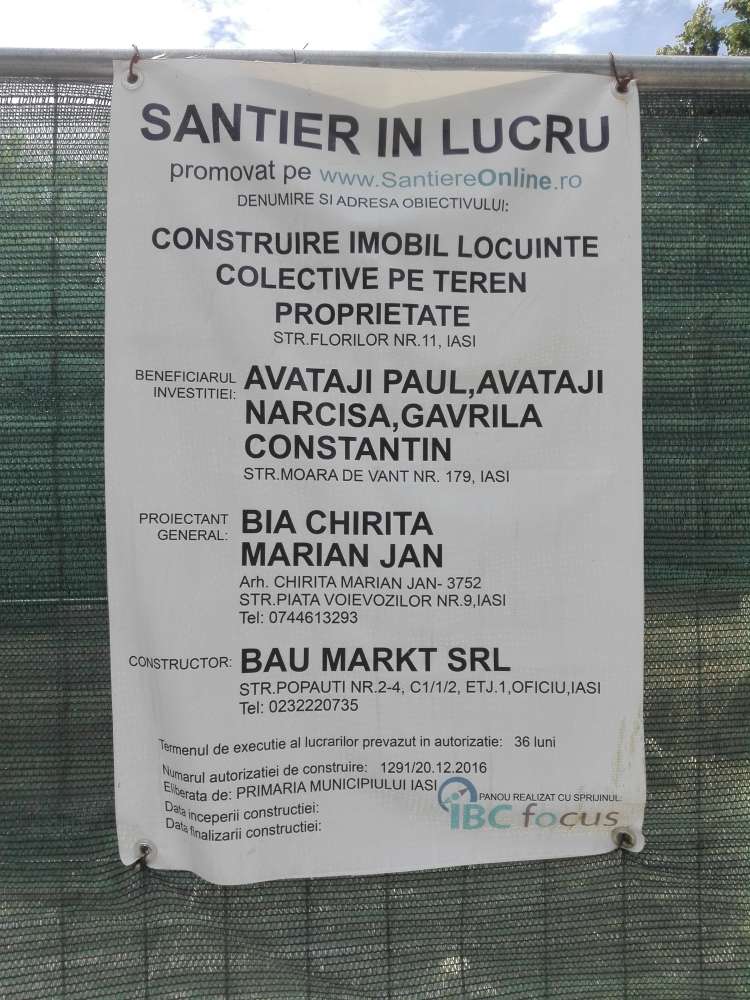 SANTIER IN LUCRU
promovat pe www.SantiereOnline.ro
DENUMIRE SI ADRESA OBIECTIVULUI:
CONSTRUIRE IMOBIL LOCUINTE
COLECTIVE PE TEREN
PROPRIETATE
STR.FLORILOR NR.11, IASI
BENEFICIARUL INVESTITIEI:
AVATAJI PAUL,AVATAJI
NARCISA,GAVRILA
CONSTANTIN
STR.MOARA DE VANT NR. 179, IASI
PROIECTANT GENERAL:
BIA CHIRITA
MARIAN JAN
Arh. CHIRITA MARIAN JAN- 3752
STR.PIATA VOIEVOZILOR NR.9,IASI
Tel: 0744613293
CONSTRUCTOR: BAU MARKT SRL
STR.POPAUTI NR.2-4, C1/1/2, ETJ.1,OFICIU,IASI
Tel: 0232220735
Termenul de executie al lucrarilor prevazut in autorizatie: 36 luni
Numarul autorizatiei de construire: 1291/20.12.2016
Eliberata de: PRIMARIA MUNICIPIULUI IASI
Data inceperii constructiei:
Data finalizarii constructiei:
PANOU REALIZAT CU SPRIJINUL:
iBC focus